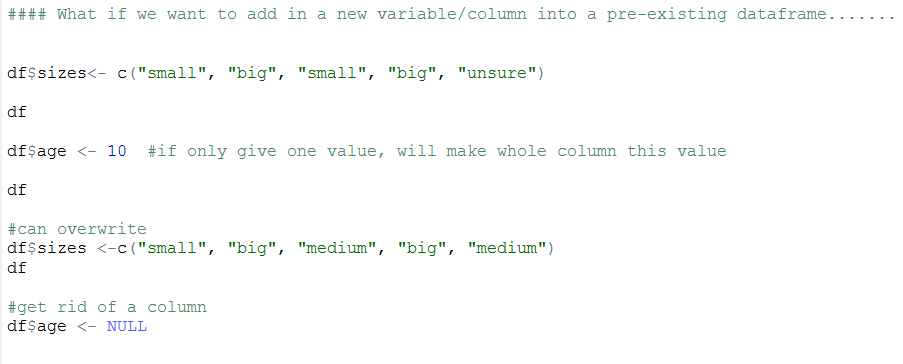 #### What if we want to add in a new variable/column into a pre-existing dataframe.......
df$sizes<- c("small", "big", "small", "big", "unsure")
df
df$age <- 10  #if only give one value, will make whole column this value
df
#can overwrite
df$sizes <-c("small", "big", "medium", "big", "medium")
df
#get rid of a column
df$age <- NULL